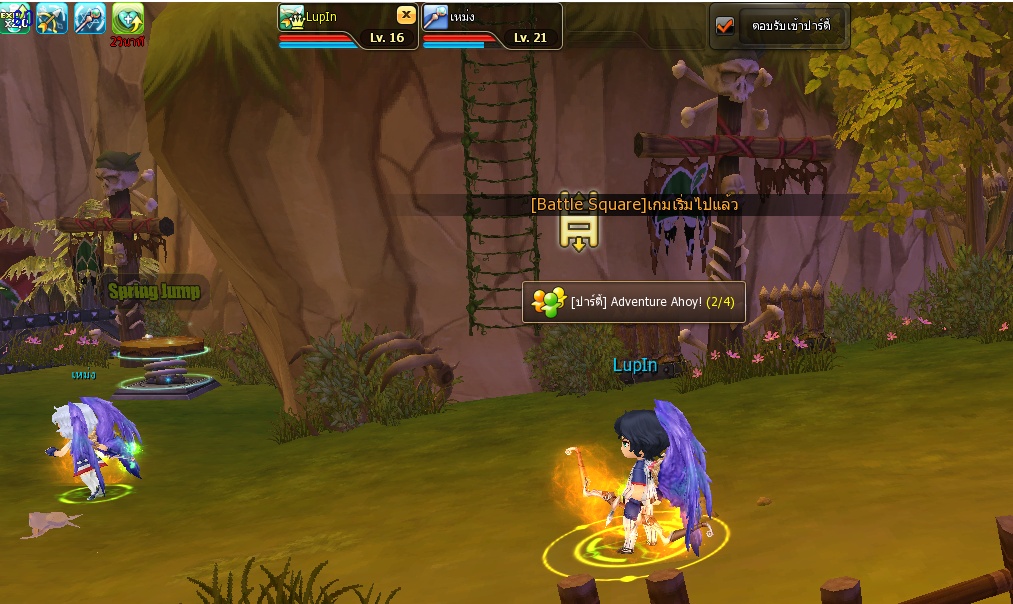 LupIn
Lv. 16
เหม่ง
Lv. 21
ตอบรับเข้าปาร์ตี้
2วินาที
[Battle Square]เกมเริ่มไปแล้ว
Spring Jump
[ปาร์ตี้] Adventure Ahoy! (2/4)
LupIn
เหม่ง